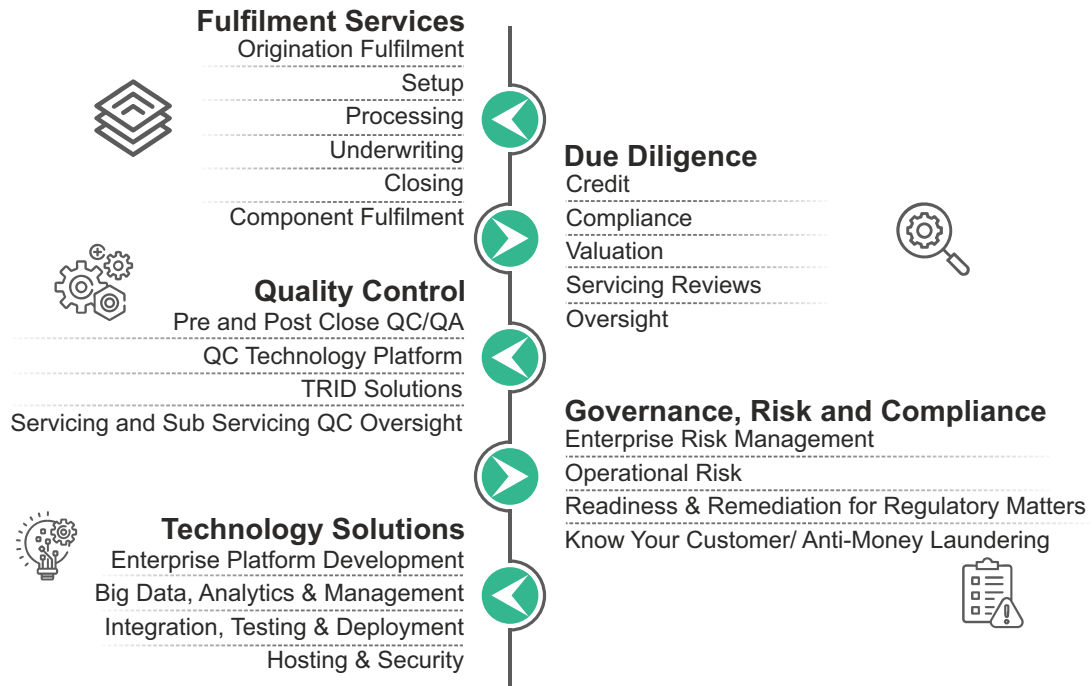 Fulfilment Services
Origination Fulfilment
Setup
Processing
Underwriting
Closing
Component Fulfilment
Due Diligence
Credit
Compliance
Valuation
Servicing Reviews
Oversight
Quality Control
Pre and Post Close QC/QA
QC Technology Platform
TRID Solutions
Servicing and Sub Servicing QC Oversight
Governance, Risk and Compliance
Enterprise Risk Management
Operational Risk
Readiness & Remediation for Regulatory Matters
Know Your Customer/ Anti-Money Laundering
Technology Solutions
Enterprise Platform Development
Big Data, Analytics & Management
Integration, Testing & Deployment
Hosting & Security